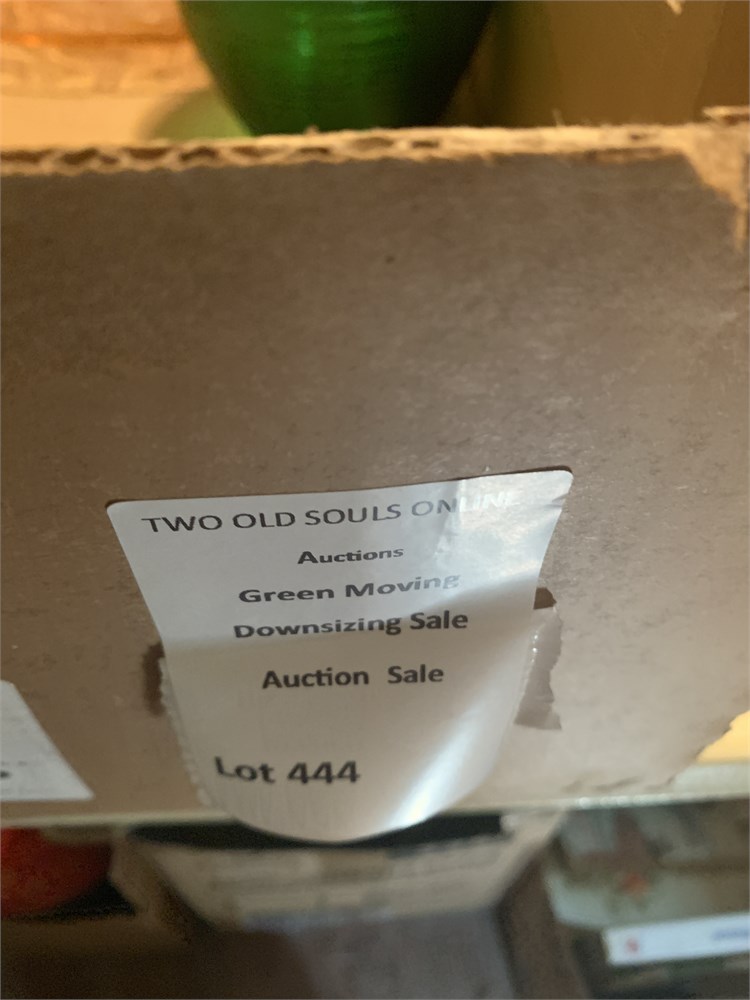 TWO OLD SOULS ONLINE
Auctions
Green Moving
Downsizing Sale
Auction Sale
Lot 444